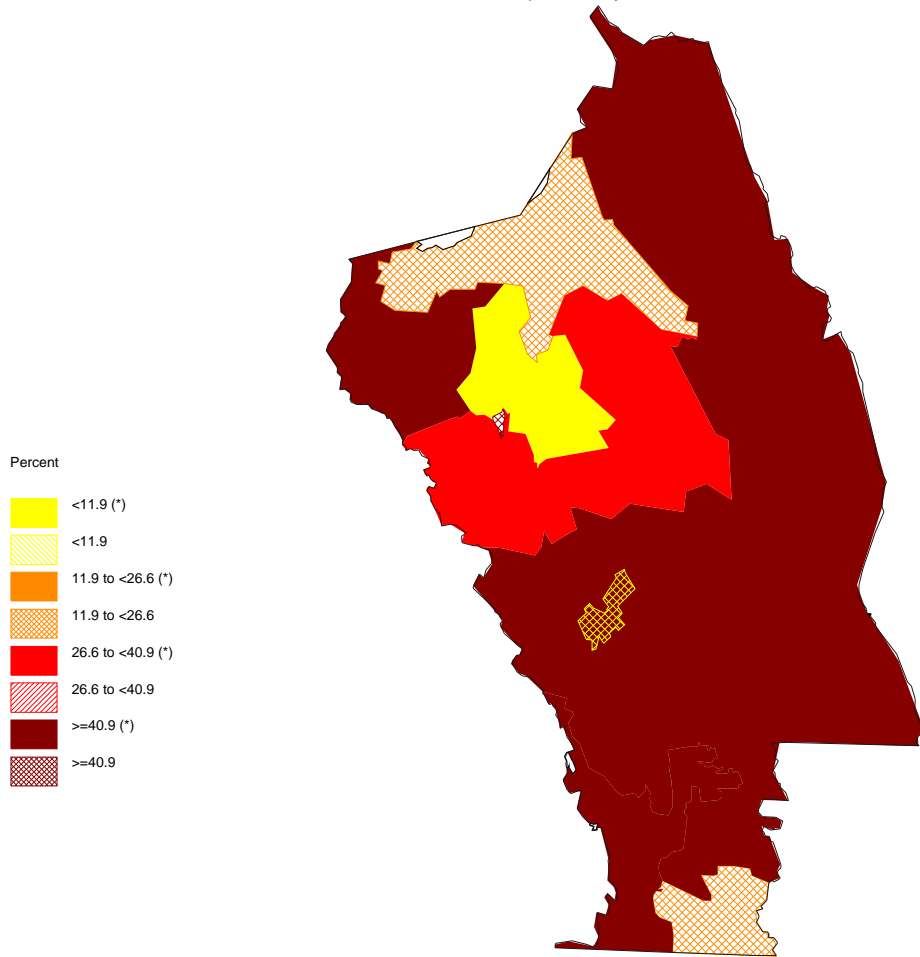 Percent
<11.9 (*)
<11.9
11.9 to <26.6 (*)
11.9 to <26.6
26.6 to <40.9 (*)
26.6 to <40.9
>=40.9 (*)
>=40.9